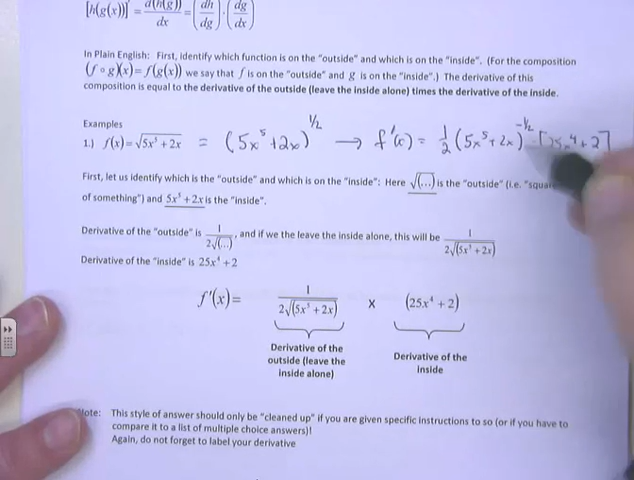 [h(g(x))]' = d(h(g))/dx = (dh/dg) · (dg/dx)
In Plain English: First, identify which function is on the "outside" and which is on the "inside". (For the composition
(f ∘ g)(x) = f(g(x)) we say that f is on the "outside" and g is on the "inside".) The derivative of this
composition is equal to the derivative of the outside (leave the inside alone) times the derivative of the inside.
Examples
1.) f(x) = √(5x⁵ + 2x) = (5x⁵ + 2x)^1/2 → f'(x) = 1/2 (5x⁵ + 2x)^-1/2 [25x⁴ + 2]
First, let us identify which is the "outside" and which is on the "inside": Here √(...) is the "outside" (i.e. "square
of something") and 5x⁵ + 2x is the "inside".
Derivative of the "outside" is 1/(2√(...)), and if we the leave the inside alone, this will be 1/(2√(5x⁵ + 2x))
Derivative of the "inside" is 25x⁴ + 2
f'(x) = 1/(2√(5x⁵ + 2x)) x (25x⁴ + 2)
Derivative of the
outside (leave the
inside alone)
Derivative of the
inside
Note: This style of answer should only be "cleaned up" if you are given specific instructions to so (or if you have to
compare it to a list of multiple choice answers)!
Again, do not forget to label your derivative